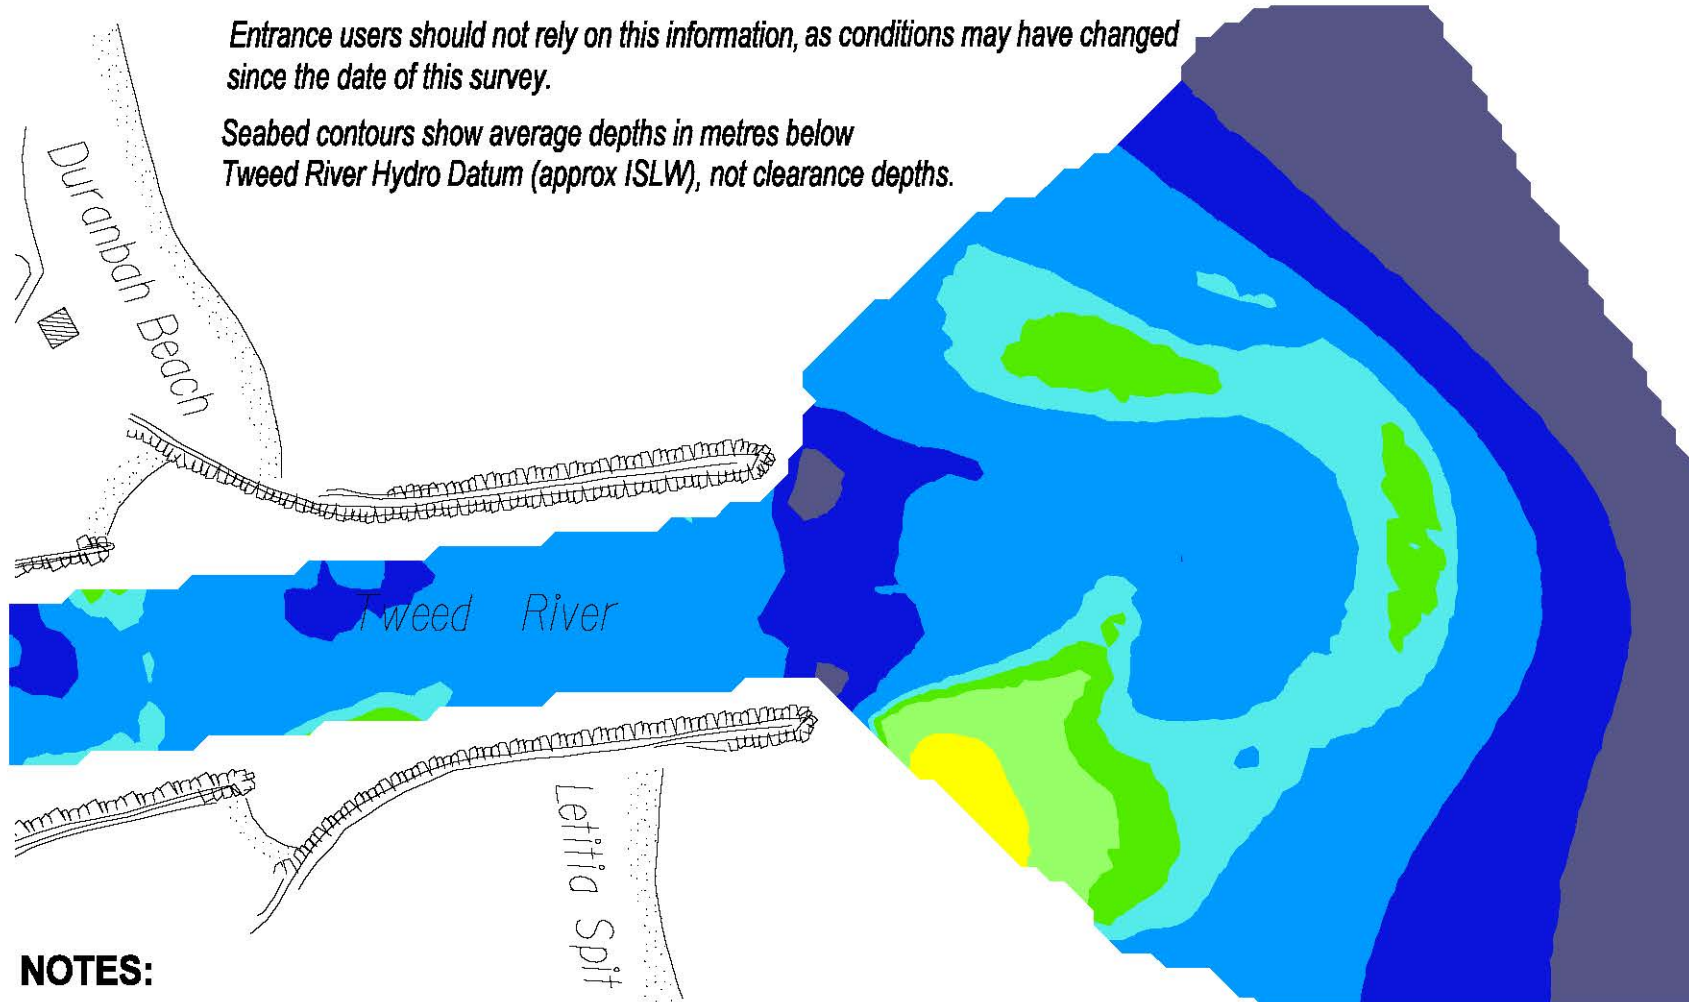 Entrance users should not rely on this information, as conditions may have changed
since the date of this survey.
Seabed contours show average depths in metres below
Tweed River Hydro Datum (approx ISLW), not clearance depths.
Duranbah Beach
Tweed River
Letitia Spit
NOTES: